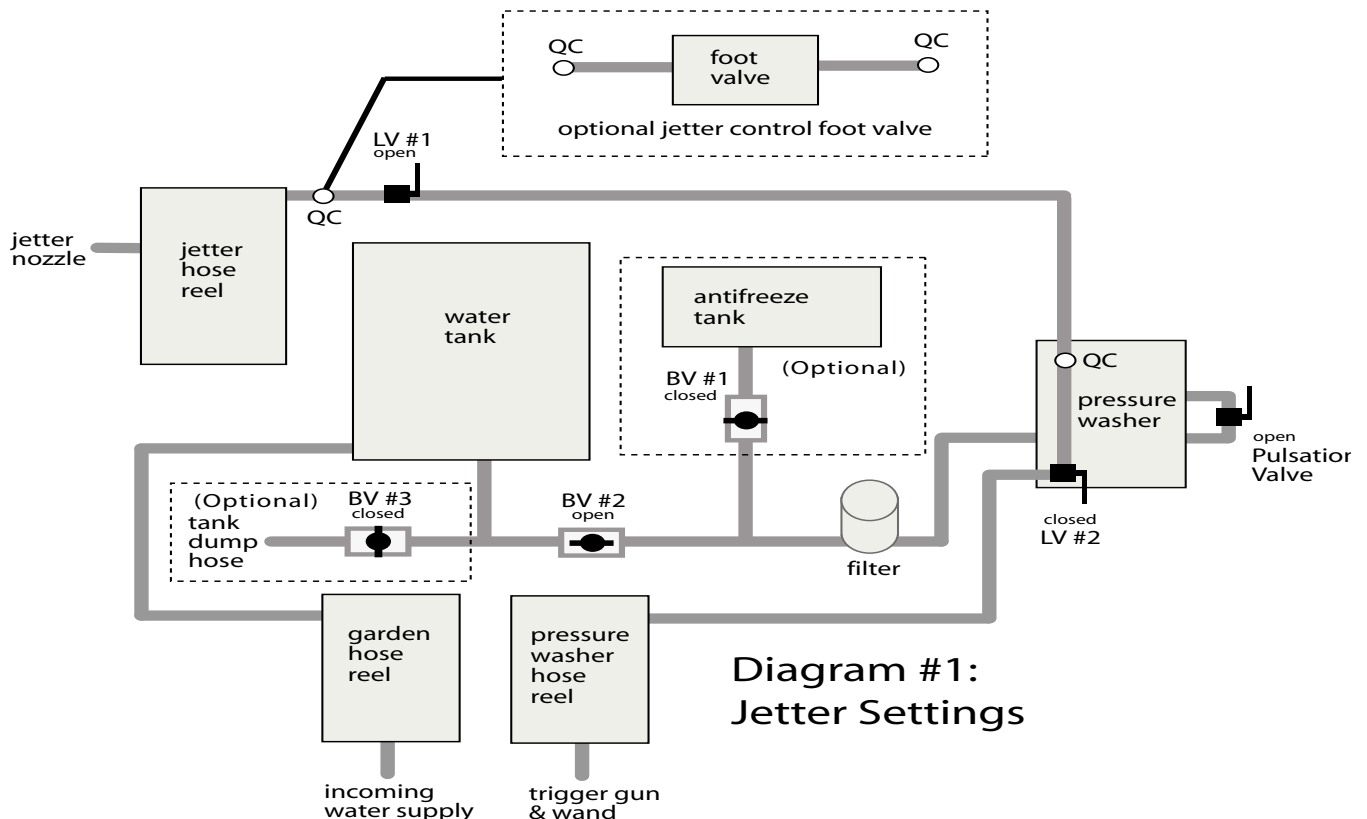 QC
foot
valve
QC
optional jetter control foot valve
LV #1
open
QC
jetter
nozzle
jetter
hose
reel
water
tank
antifreeze
tank
(Optional)
BV #1
closed
QC
pressure
washer
open
Pulsation
Valve
closed
LV #2
(Optional)
tank
dump
hose
BV #3
closed
BV #2
open
filter
garden
hose
reel
pressure
washer
hose
reel
Diagram #1:
Jetter Settings
incoming
water supply
trigger gun
& wand